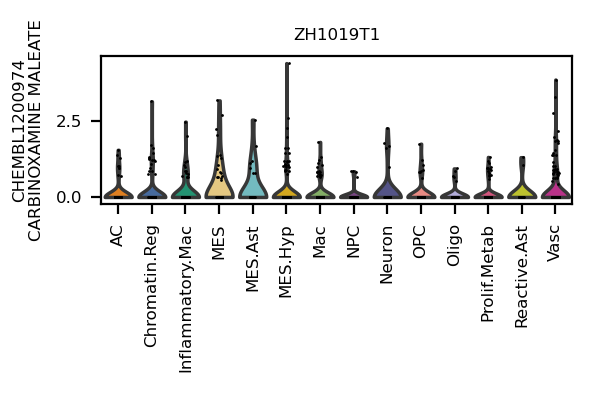 ZH1019T1
CHEMBL1200974
CARBINOXAMINE MALEATE
2.5
0.0
AC
Chromatin.Reg
Inflammatory.Mac
MES
MES.Ast
MES.Hyp
Mac
NPC
Neuron
OPC
Oligo
Prolif.Metab
Reactive.Ast
Vasc